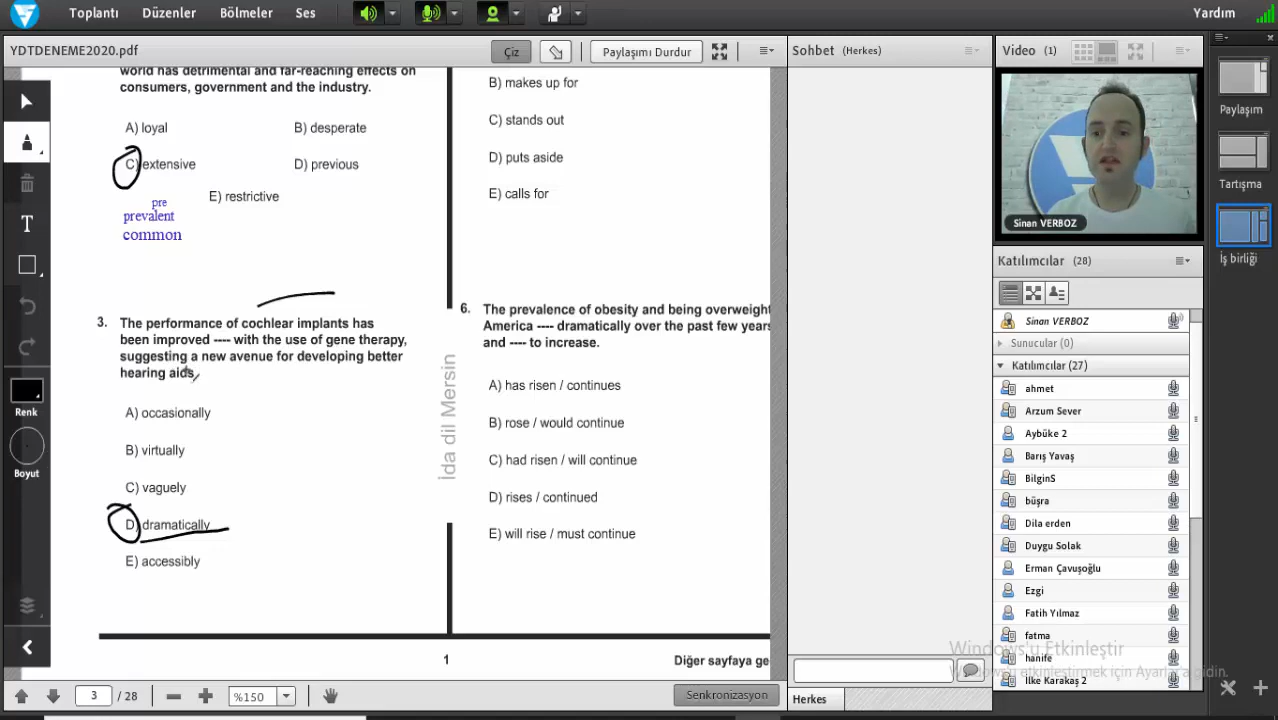 Toplantı Düzenler Bölmeler Ses Yardım
YDTDENEME2020.pdf
Çiz
Paylaşımı Durdur
world has detrimental and far-reaching effects on
consumers, government and the industry.
A) loyal
B) desperate
C) extensive
D) previous
E) restrictive
pre
prevalent
common
3. The performance of cochlear implants has
been improved ---- with the use of gene therapy,
suggesting a new avenue for developing better
hearing aids.
A) occasionally
B) virtually
C) vaguely
D) dramatically
E) accessibly
İda dil Mersin
B) makes up for
C) stands out
D) puts aside
E) calls for
6. The prevalence of obesity and being overweight
America ---- dramatically over the past few years
and ---- to increase.
A) has risen / continues
B) rose / would continue
C) had risen / will continue
D) rises / continued
E) will rise / must continue
1
Diğer sayfaya ge
Renk
Boyut
3 / 28
%150
Senkronizasyon
Sohbet (Herkes)
Herkes
Video (1)
Sinan VERBOZ
Katılımcılar (28)
Sinan VERBOZ
Sunucular (0)
Katılımcılar (27)
ahmet
Arzum Sever
Aybüke 2
Barış Yavaş
BilginS
büşra
Dila erden
Duygu Solak
Erman Çavuşoğlu
Ezgi
Fatih Yılmaz
fatma
hanife
İlke Karakaş 2
Paylaşım
Tartışma
İş birliği
Windows'u Etkinleştir
Windows'u etkinleştirmek için Ayarlar'a gidin.